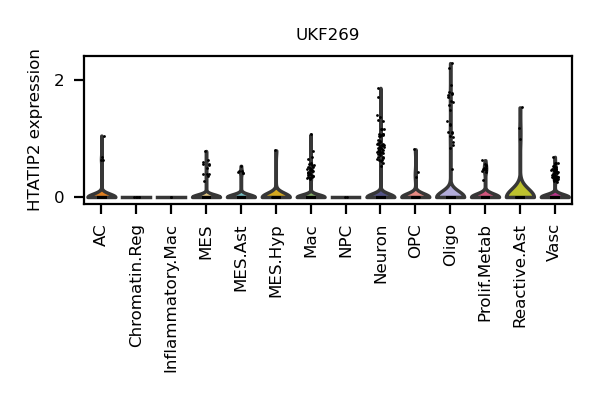 UKF269
HTATIP2 expression
2
0
AC
Chromatin.Reg
Inflammatory.Mac
MES
MES.Ast
MES.Hyp
Mac
NPC
Neuron
OPC
Oligo
Prolif.Metab
Reactive.Ast
Vasc